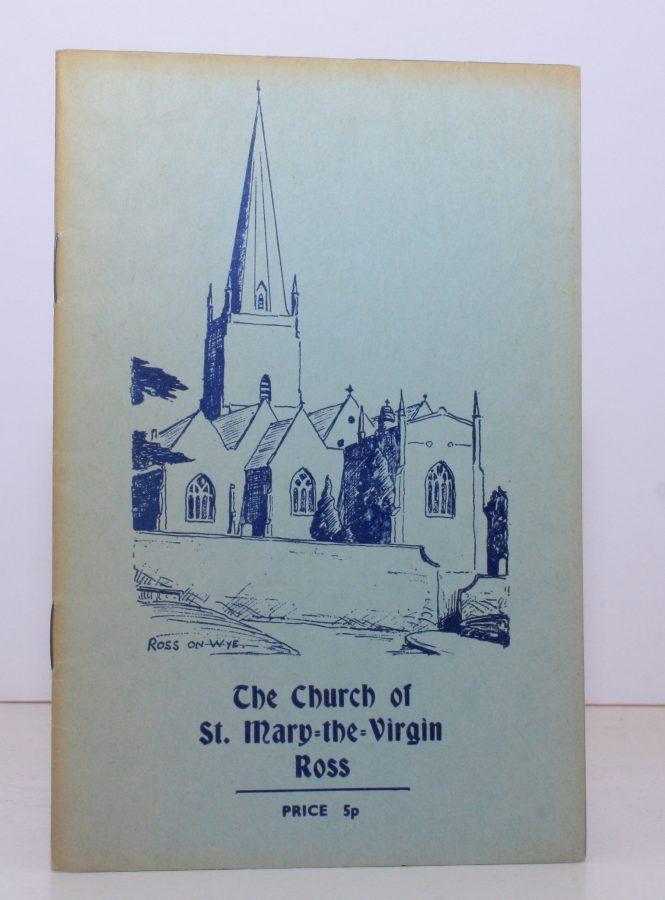 ROSS ON-WYE.
The Church of
St. Mary=the=Virgin
Ross
PRICE 5p